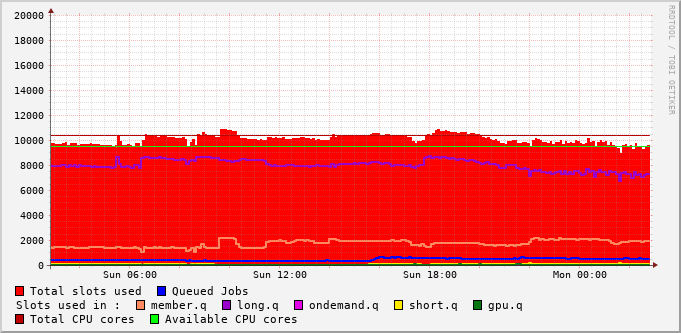 20000
18000
16000
14000
12000
10000
8000
6000
4000
2000
0
Sun 06:00 Sun 12:00 Sun 18:00 Mon 00:00
Total slots used Queued Jobs
Slots used in : member.q long.q ondemand.q short.q gpu.q
Total CPU cores Available CPU cores
RRDTOOL / TOBI OETIKER